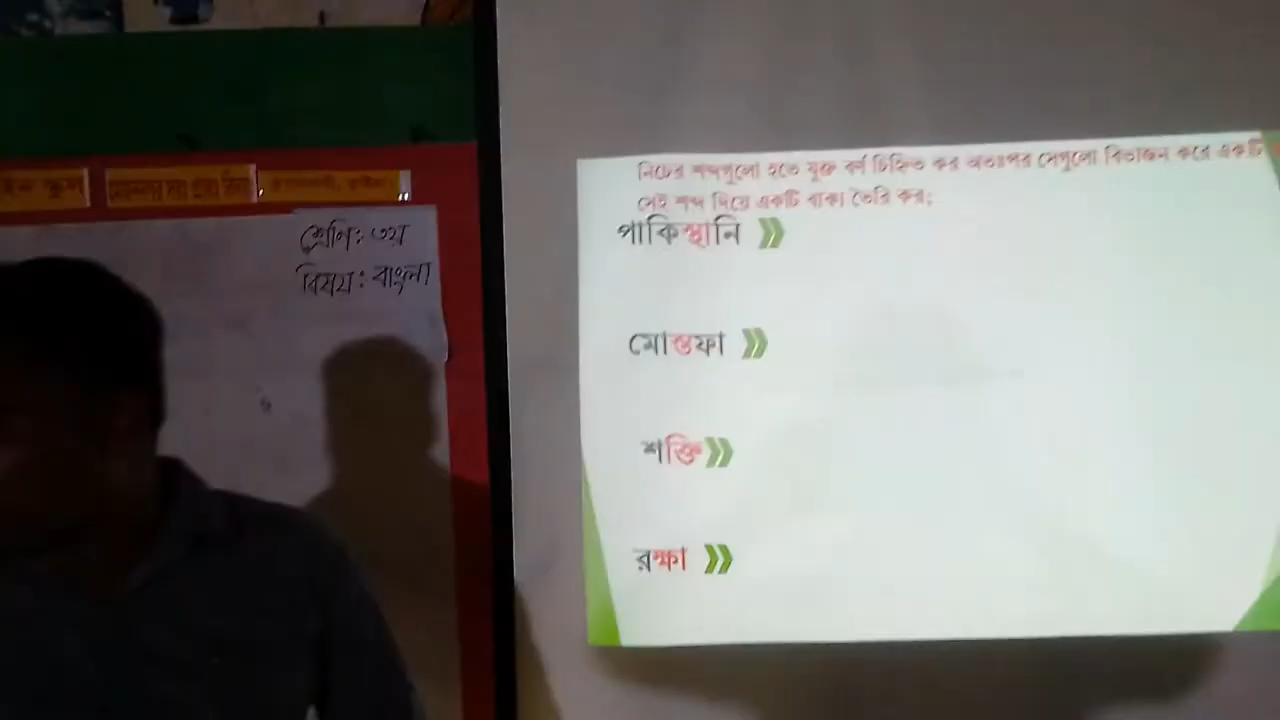 শ্রেণি: ৩য়
বিষয়: বাংলা
নিচের শব্দগুলো হতে যুক্ত বর্ণ চিহ্নিত কর অতঃপর সেগুলো বিভাজন করে একটি
সেই শব্দ দিয়ে একটি বাক্য তৈরি কর;
পাকিস্থানি
মোস্তফা
শক্তি
রক্ষা